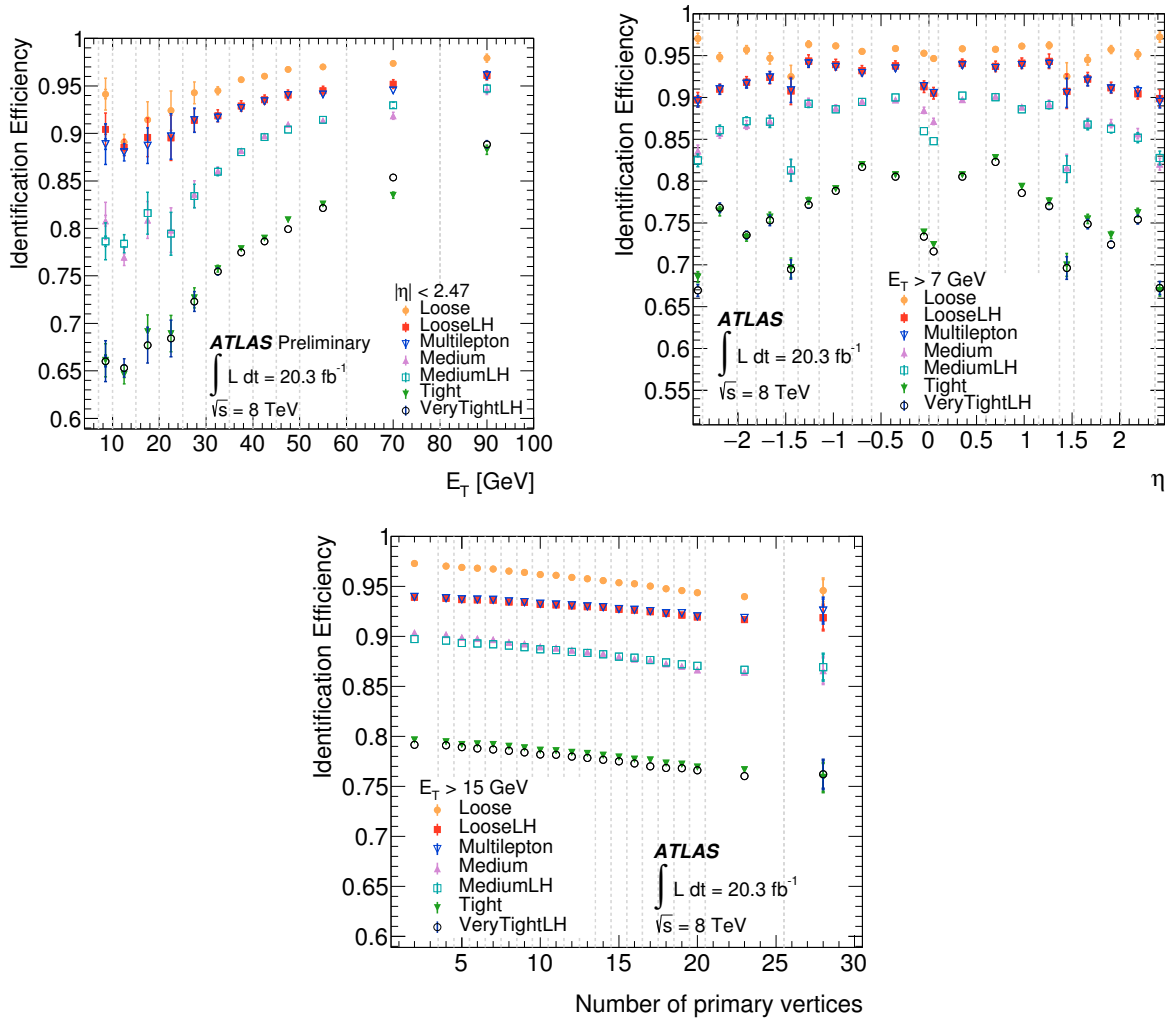 Identification Efficiency
1
0.95
0.9
0.85
0.8
0.75
0.7
0.65
0.6
|η| < 2.47
Loose
LooseLH
Multilepton
Medium
MediumLH
Tight
VeryTightLH
ATLAS Preliminary
∫ L dt = 20.3 fb⁻¹
√s = 8 TeV
10 20 30 40 50 60 70 80 90 100
E_T [GeV]
Identification Efficiency
1
0.95
0.9
0.85
0.8
0.75
0.7
0.65
0.6
0.55
E_T > 7 GeV
Loose
LooseLH
Multilepton
Medium
MediumLH
Tight
VeryTightLH
ATLAS
∫ L dt = 20.3 fb⁻¹
√s = 8 TeV
−2 −1.5 −1 −0.5 0 0.5 1 1.5 2
η
Identification Efficiency
1
0.95
0.9
0.85
0.8
0.75
0.7
0.65
0.6
E_T > 15 GeV
Loose
LooseLH
Multilepton
Medium
MediumLH
Tight
VeryTightLH
ATLAS
∫ L dt = 20.3 fb⁻¹
√s = 8 TeV
5 10 15 20 25 30
Number of primary vertices